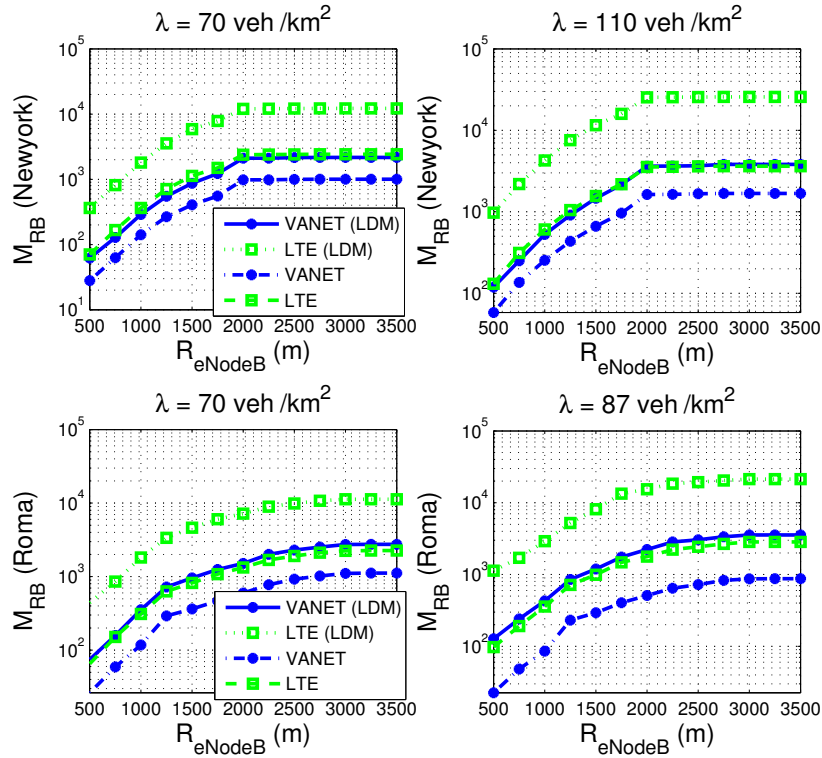 λ = 70 veh /km²
10⁵
10⁴
10³
10²
10¹
M_RB (Newyork)
VANET (LDM)
LTE (LDM)
VANET
LTE
500 1000 1500 2000 2500 3000 3500
R_eNodeB (m)
λ = 110 veh /km²
10⁵
10⁴
10³
10²
M_RB (Newyork)
500 1000 1500 2000 2500 3000 3500
R_eNodeB (m)
λ = 70 veh /km²
10⁵
10⁴
10³
10²
M_RB (Roma)
VANET (LDM)
LTE (LDM)
VANET
LTE
500 1000 1500 2000 2500 3000 3500
R_eNodeB (m)
λ = 87 veh /km²
10⁵
10⁴
10³
10²
M_RB (Roma)
500 1000 1500 2000 2500 3000 3500
R_eNodeB (m)